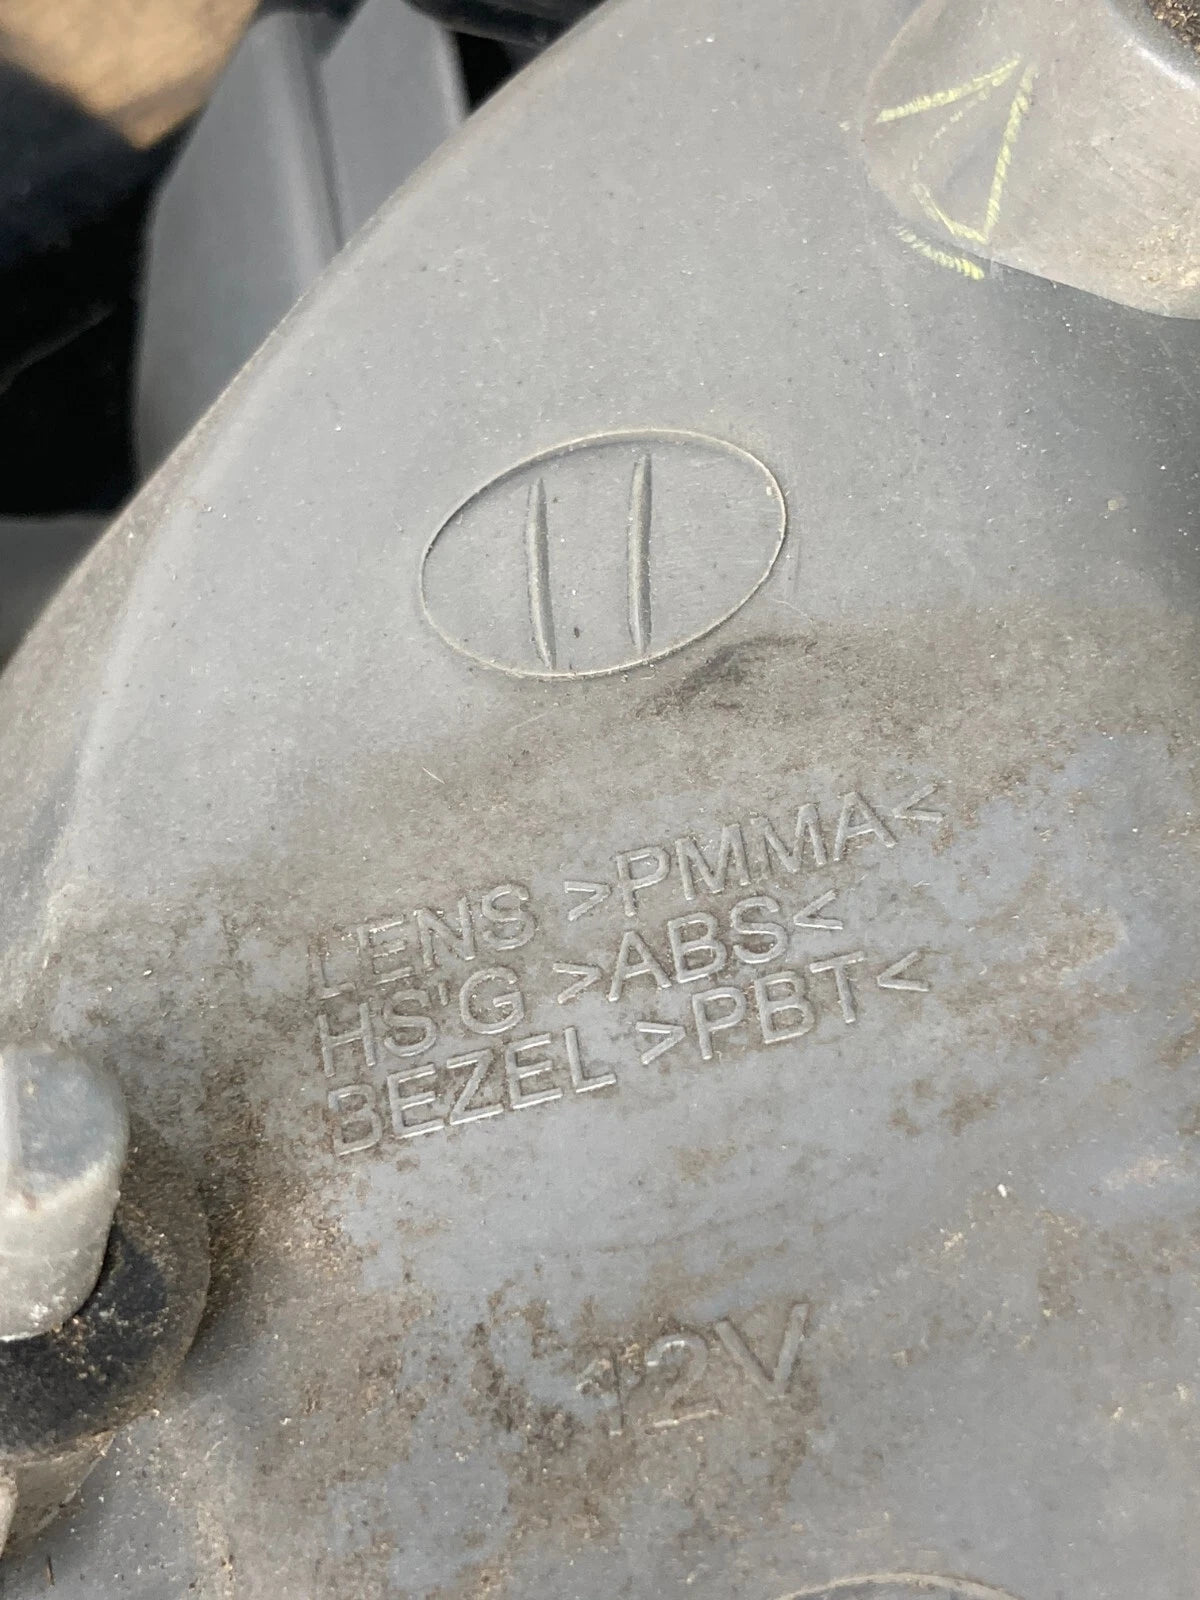 LENS >PMMA<
HS'G >ABS<
BEZEL >PBT<
12V